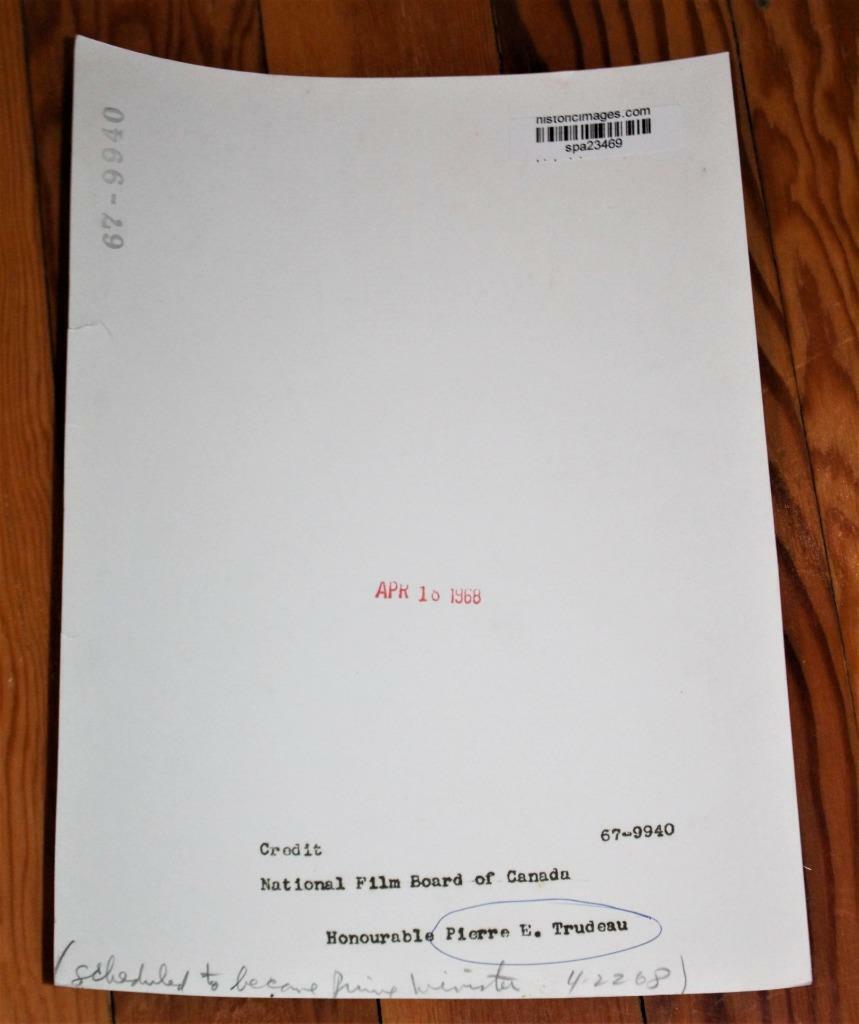 67-9940
historicimages.com
spa23469
APR 1968
Credit
67-9940
National Film Board of Canada
Honourable Pierre E. Trudeau
(scheduled to become prime minister 4-22 68)